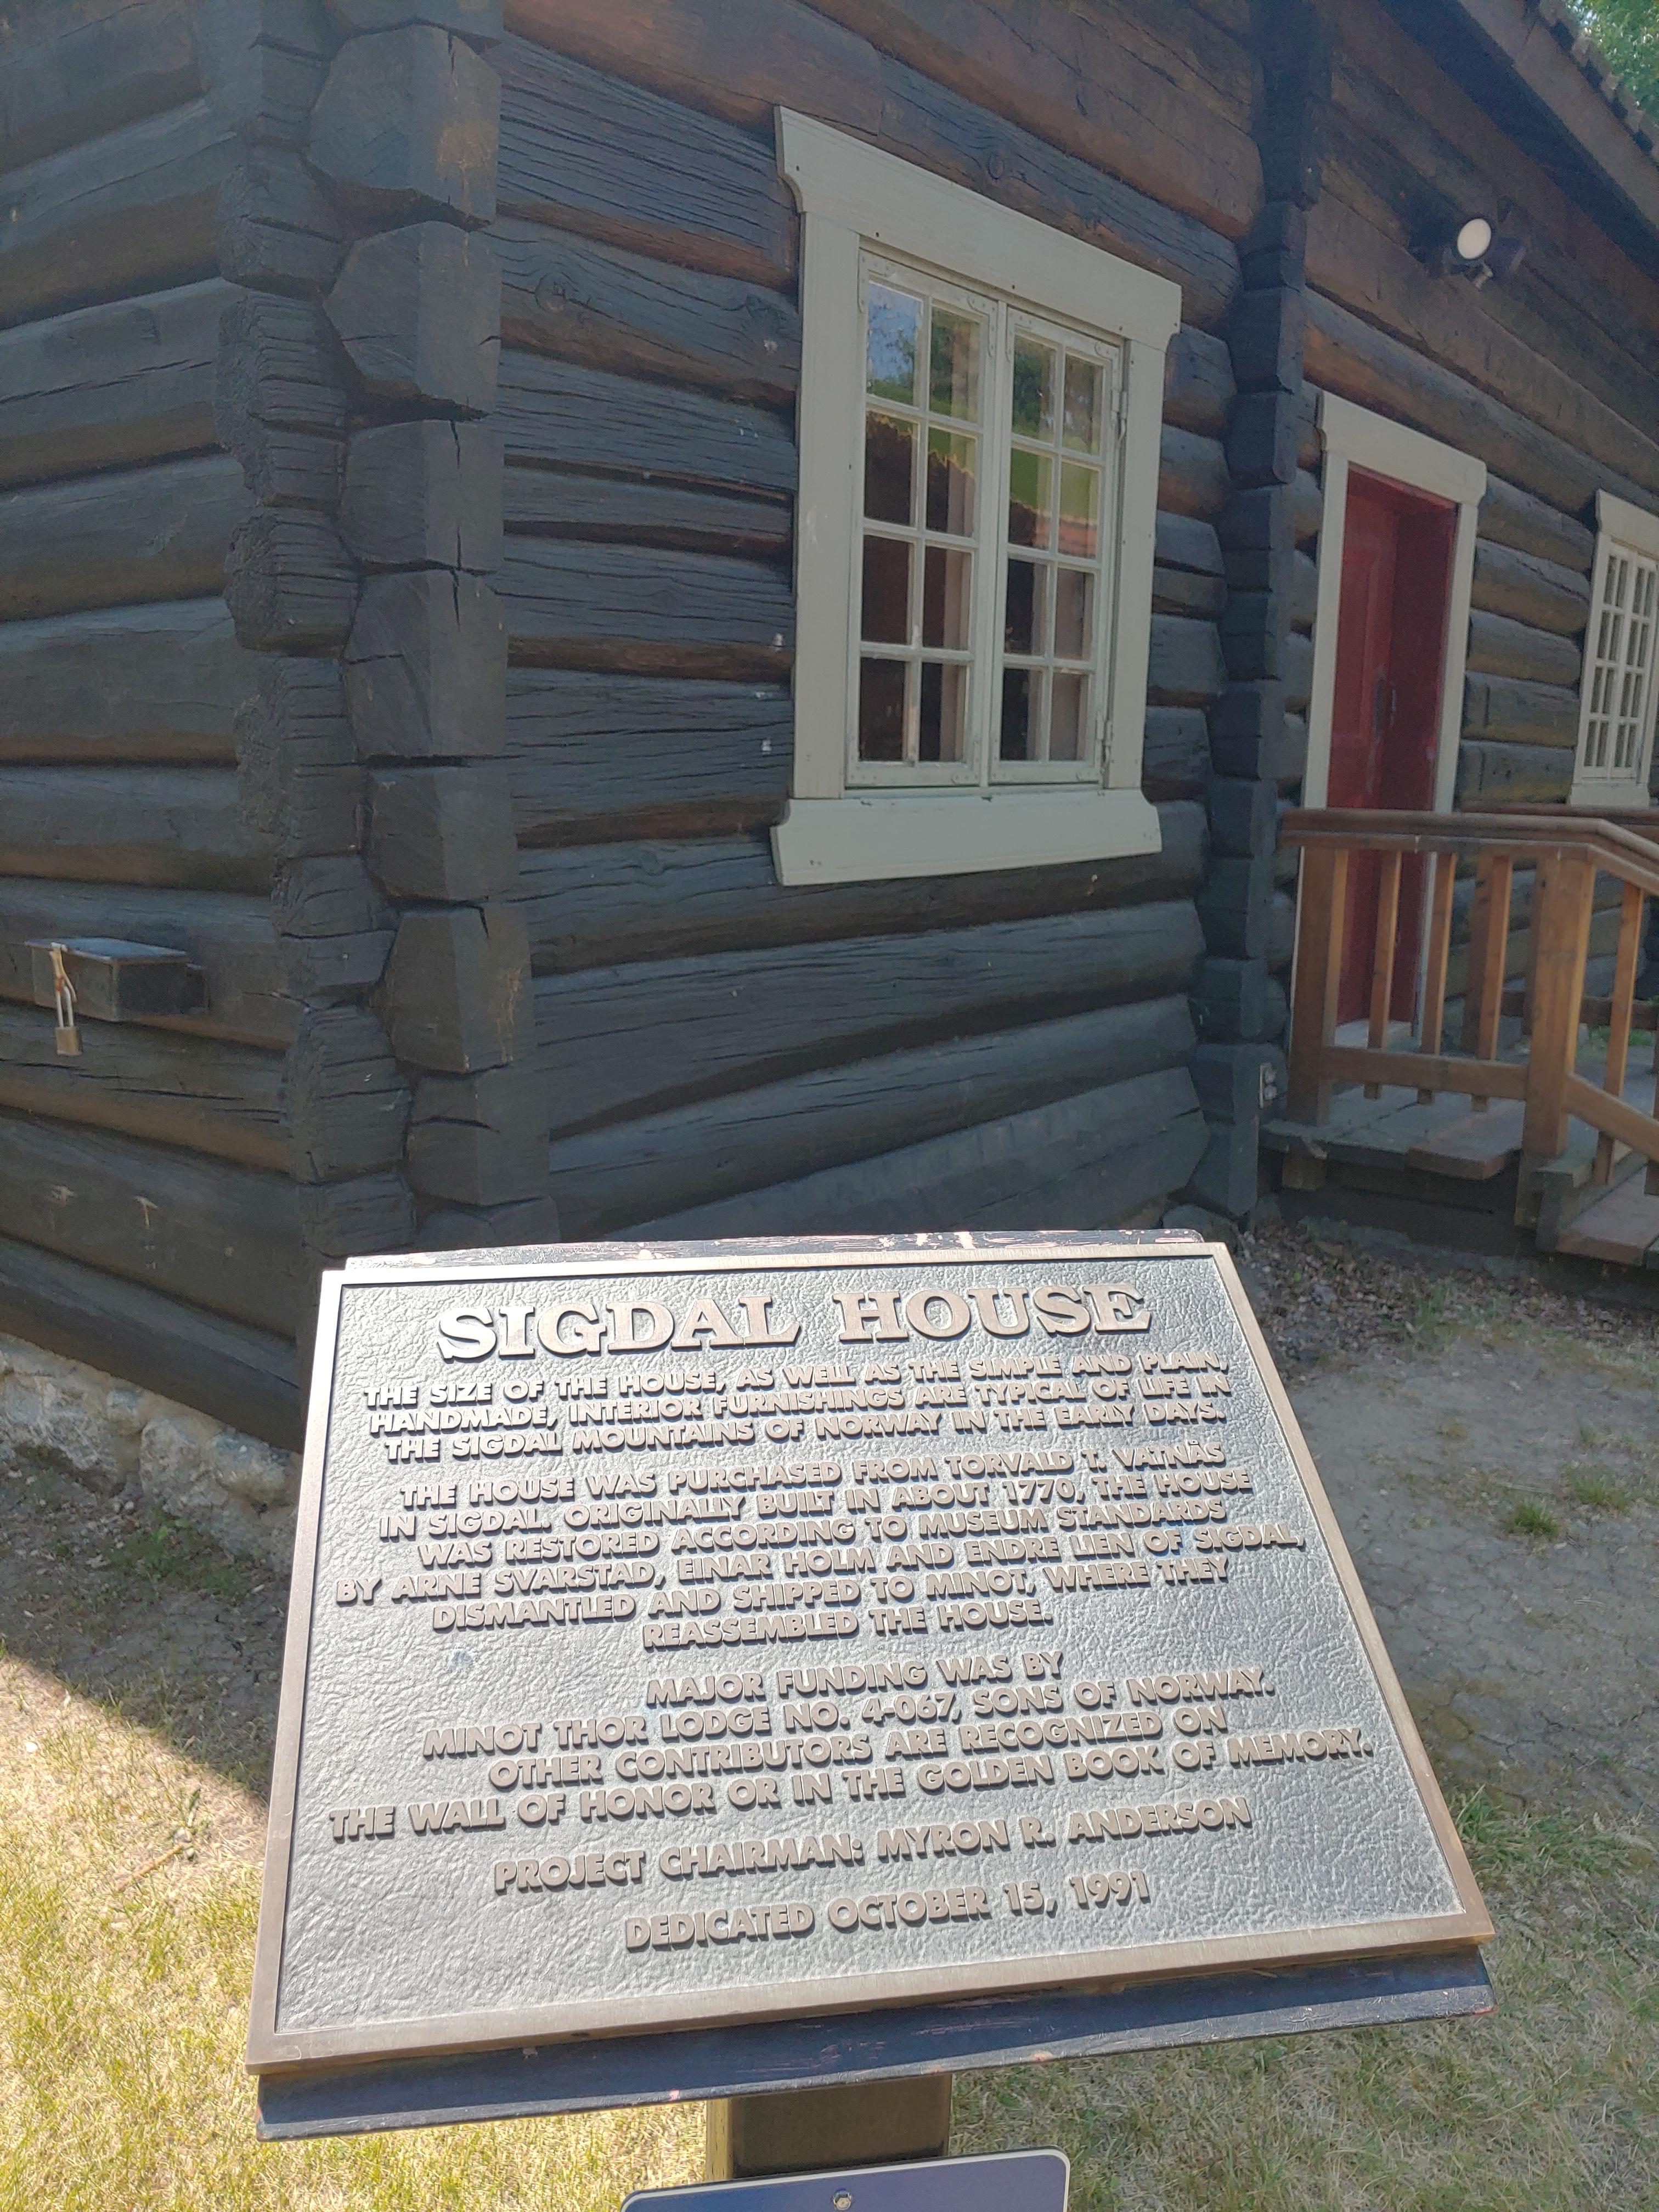 SIGDAL HOUSE
THE SIZE OF THE HOUSE, AS WELL AS THE SIMPLE AND PLAIN,
HANDMADE, INTERIOR FURNISHINGS ARE TYPICAL OF LIFE IN
THE SIGDAL MOUNTAINS OF NORWAY IN THE EARLY DAYS.
THE HOUSE WAS PURCHASED FROM TORVALD T. VATNÅS
IN SIGDAL. ORIGINALLY BUILT IN ABOUT 1770, THE HOUSE
WAS RESTORED ACCORDING TO MUSEUM STANDARDS
BY ARNE SVARSTAD, EINAR HOLM AND ENDRE LIEN OF SIGDAL,
DISMANTLED AND SHIPPED TO MINOT, WHERE THEY
REASSEMBLED THE HOUSE.
MAJOR FUNDING WAS BY
MINOT THOR LODGE NO. 4-067, SONS OF NORWAY.
OTHER CONTRIBUTORS ARE RECOGNIZED ON
THE WALL OF HONOR OR IN THE GOLDEN BOOK OF MEMORY.
PROJECT CHAIRMAN: MYRON R. ANDERSON
DEDICATED OCTOBER 15, 1991